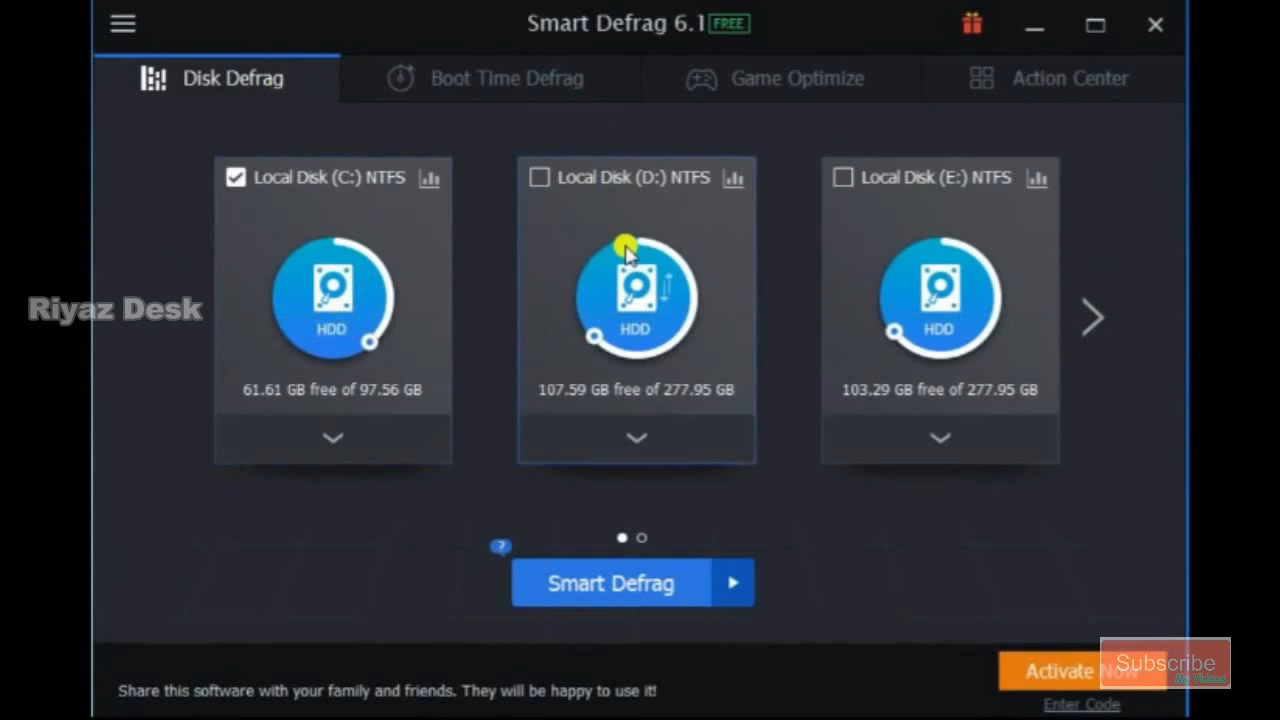 Smart Defrag 6.1 FREE
Disk Defrag
Boot Time Defrag
Game Optimize
Action Center
Local Disk (C:) NTFS
Local Disk (D:) NTFS
Local Disk (E:) NTFS
Riyaz Desk
HDD
HDD
HDD
61.61 GB free of 97.56 GB
107.59 GB free of 277.95 GB
103.29 GB free of 277.95 GB
?
Smart Defrag
Share this software with your family and friends. They will be happy to use it!
Activate Now
Subscribe
My Videos
Enter Code